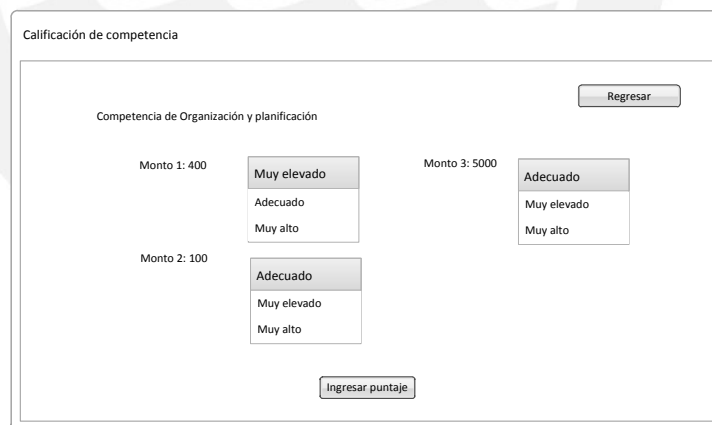 Calificación de competencia
Regresar
Competencia de Organización y planificación
Monto 1: 400
Muy elevado
Adecuado
Muy alto
Monto 3: 5000
Adecuado
Muy elevado
Muy alto
Monto 2: 100
Adecuado
Muy elevado
Muy alto
Ingresar puntaje